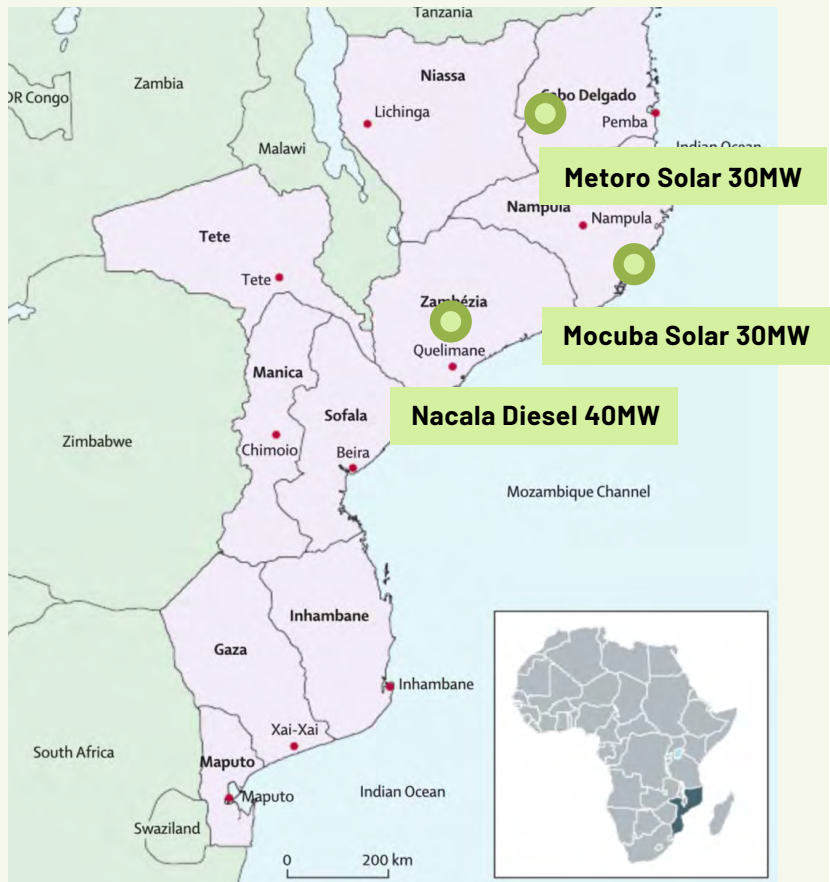 Tanzania
DR Congo
Zambia
Niassa
Cabo Delgado
Lichinga
Pemba
Malawi
Indian Ocean
Metoro Solar 30MW
Nampula
Nampula
Tete
Tete
Zambézia
Mocuba Solar 30MW
Quelimane
Manica
Nacala Diesel 40MW
Sofala
Zimbabwe
Chimoio
Beira
Mozambique Channel
Inhambane
Gaza
Inhambane
Xai-Xai
South Africa
Maputo
Maputo
Indian Ocean
Swaziland
0
200 km